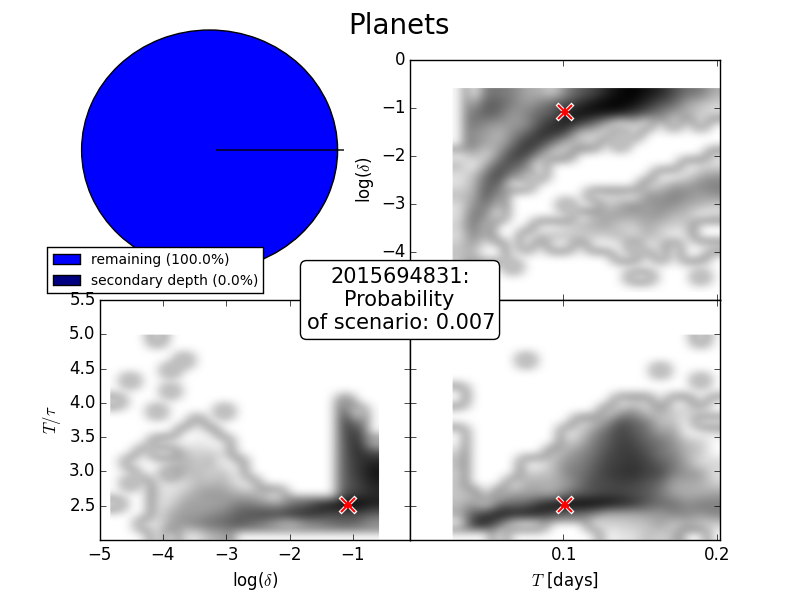 Planets
remaining (100.0%)
secondary depth (0.0%)
2015694831:
Probability
of scenario: 0.007
0
−1
−2
−3
−4
log(δ)
5.5
5.0
4.5
4.0
3.5
3.0
2.5
T/τ
−5 −4 −3 −2 −1
log(δ)
0.1 0.2
T [days]